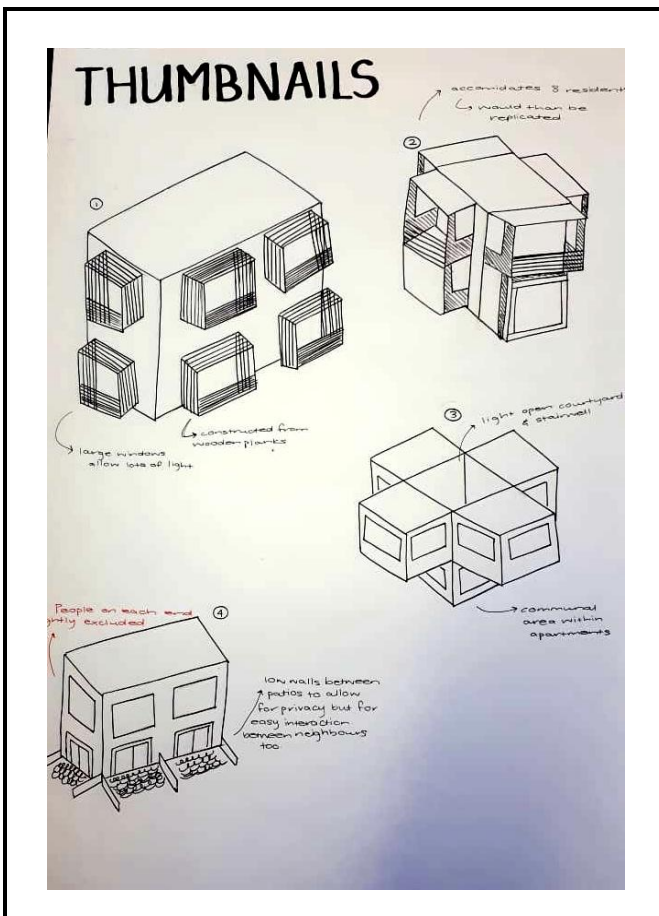 THUMBNAILS
accomidates 8 resident
would than be
replicated
②
①
large windows
allow lots of light
constructed from
wooden planks
③
light open courtyard
& stairwell
communal
area within
apartments
People on each end
ghtly excluded
④
low walls between
patios to allow
for privacy but for
easy interaction
between neighbours
too